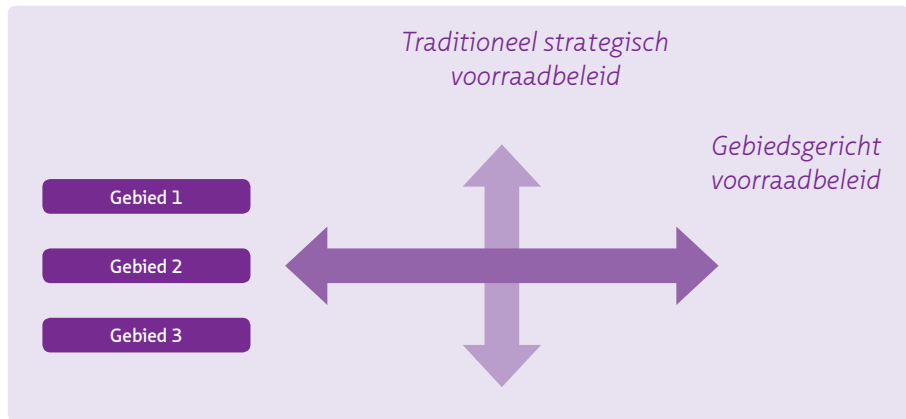 Traditioneel strategisch
voorraadbeleid
Gebiedsgericht
voorraadbeleid
Gebied 1
Gebied 2
Gebied 3